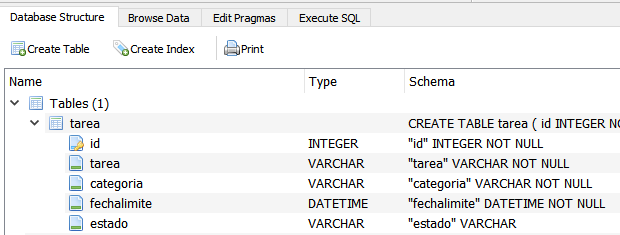 Database Structure Browse Data Edit Pragmas Execute SQL
Create Table Create Index Print
Name Type Schema
Tables (1)
tarea CREATE TABLE tarea ( id INTEGER NO
id INTEGER "id" INTEGER NOT NULL
tarea VARCHAR "tarea" VARCHAR NOT NULL
categoria VARCHAR "categoria" VARCHAR NOT NULL
fechalimite DATETIME "fechalimite" DATETIME NOT NULL
estado VARCHAR "estado" VARCHAR